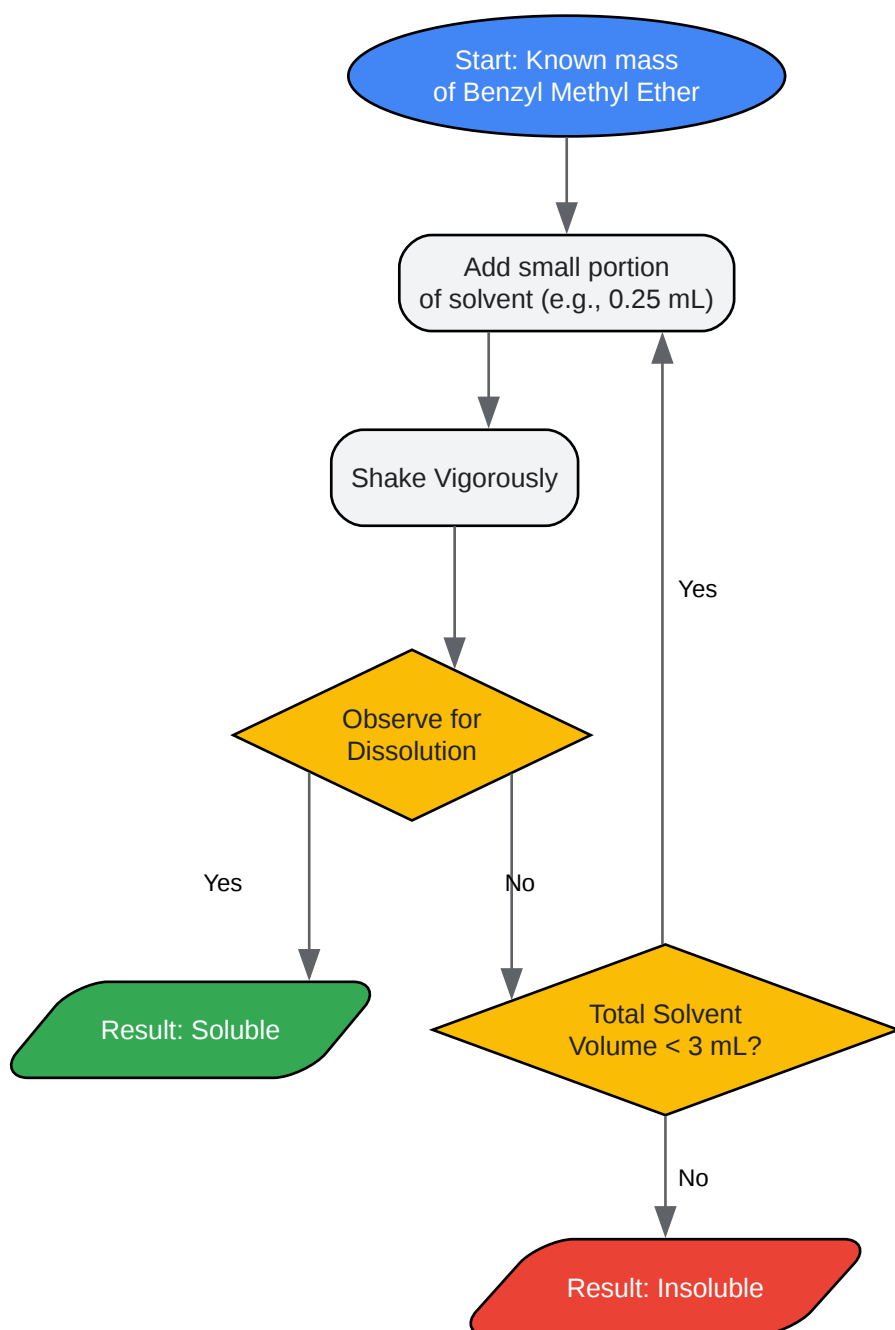 Start: Known mass
of Benzyl Methyl Ether
Add small portion
of solvent (e.g., 0.25 mL)
Shake Vigorously
Yes
Observe for
Dissolution
Yes
No
Result: Soluble
Total Solvent
Volume < 3 mL?
No
Result: Insoluble